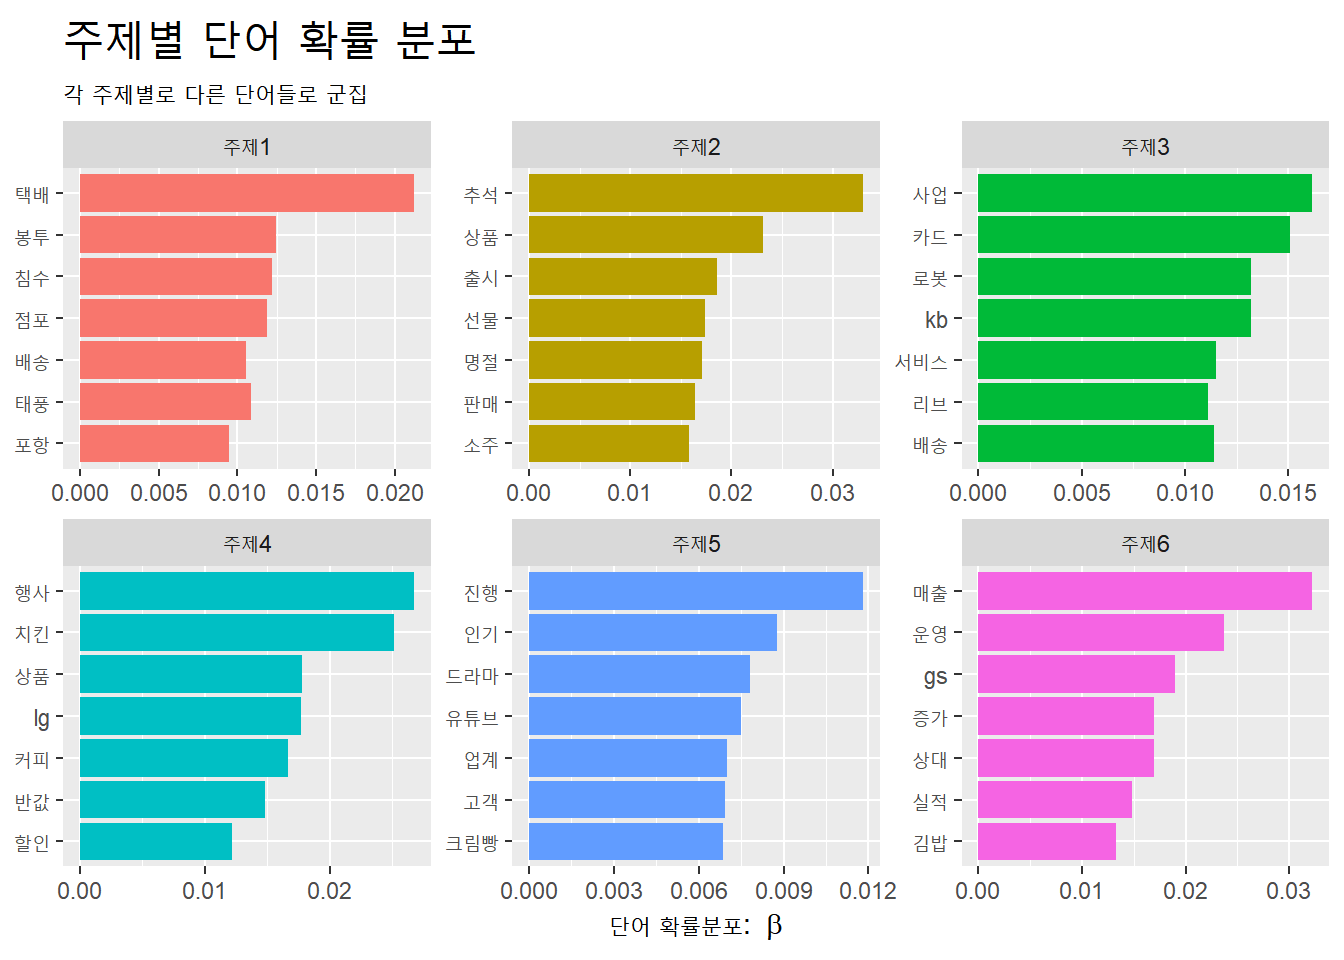 주제별 단어 확률 분포
각 주제별로 다른 단어들로 군집
주제1
택배
봉투
침수
점포
배송
태풍
포항
0.000 0.005 0.010 0.015 0.020
주제2
추석
상품
출시
선물
명절
판매
소주
0.00 0.01 0.02 0.03
주제3
사업
카드
로봇
kb
서비스
리브
배송
0.000 0.005 0.010 0.015
주제4
행사
치킨
상품
lg
커피
반값
할인
0.00 0.01 0.02
주제5
진행
인기
드라마
유튜브
업계
고객
크림빵
0.000 0.003 0.006 0.009 0.012
주제6
매출
운영
gs
증가
상대
실적
김밥
0.00 0.01 0.02 0.03
단어 확률분포: β